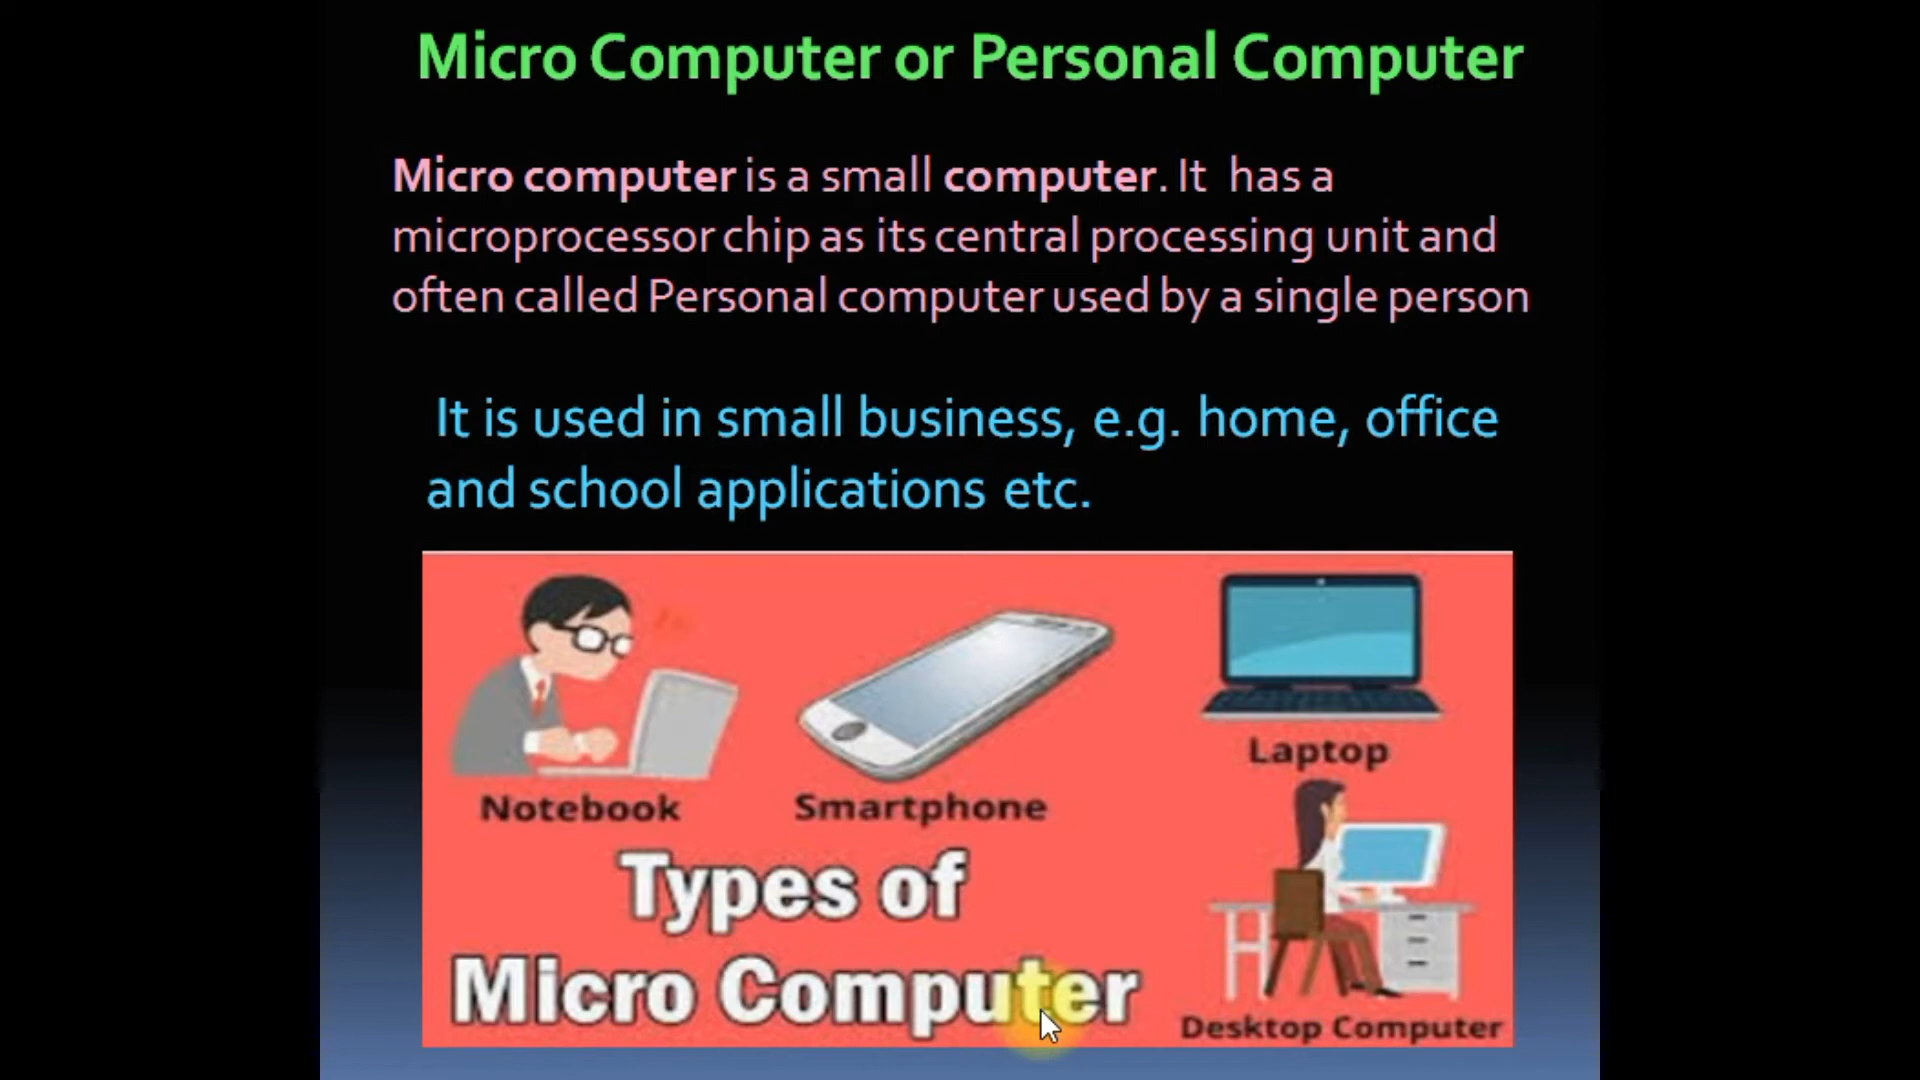 Micro Computer or Personal Computer
Micro computer is a small computer. It has a
microprocessor chip as its central processing unit and
often called Personal computer used by a single person
It is used in small business, e.g. home, office
and school applications etc.
Notebook
Smartphone
Laptop
Types of
Micro Computer
Desktop Computer